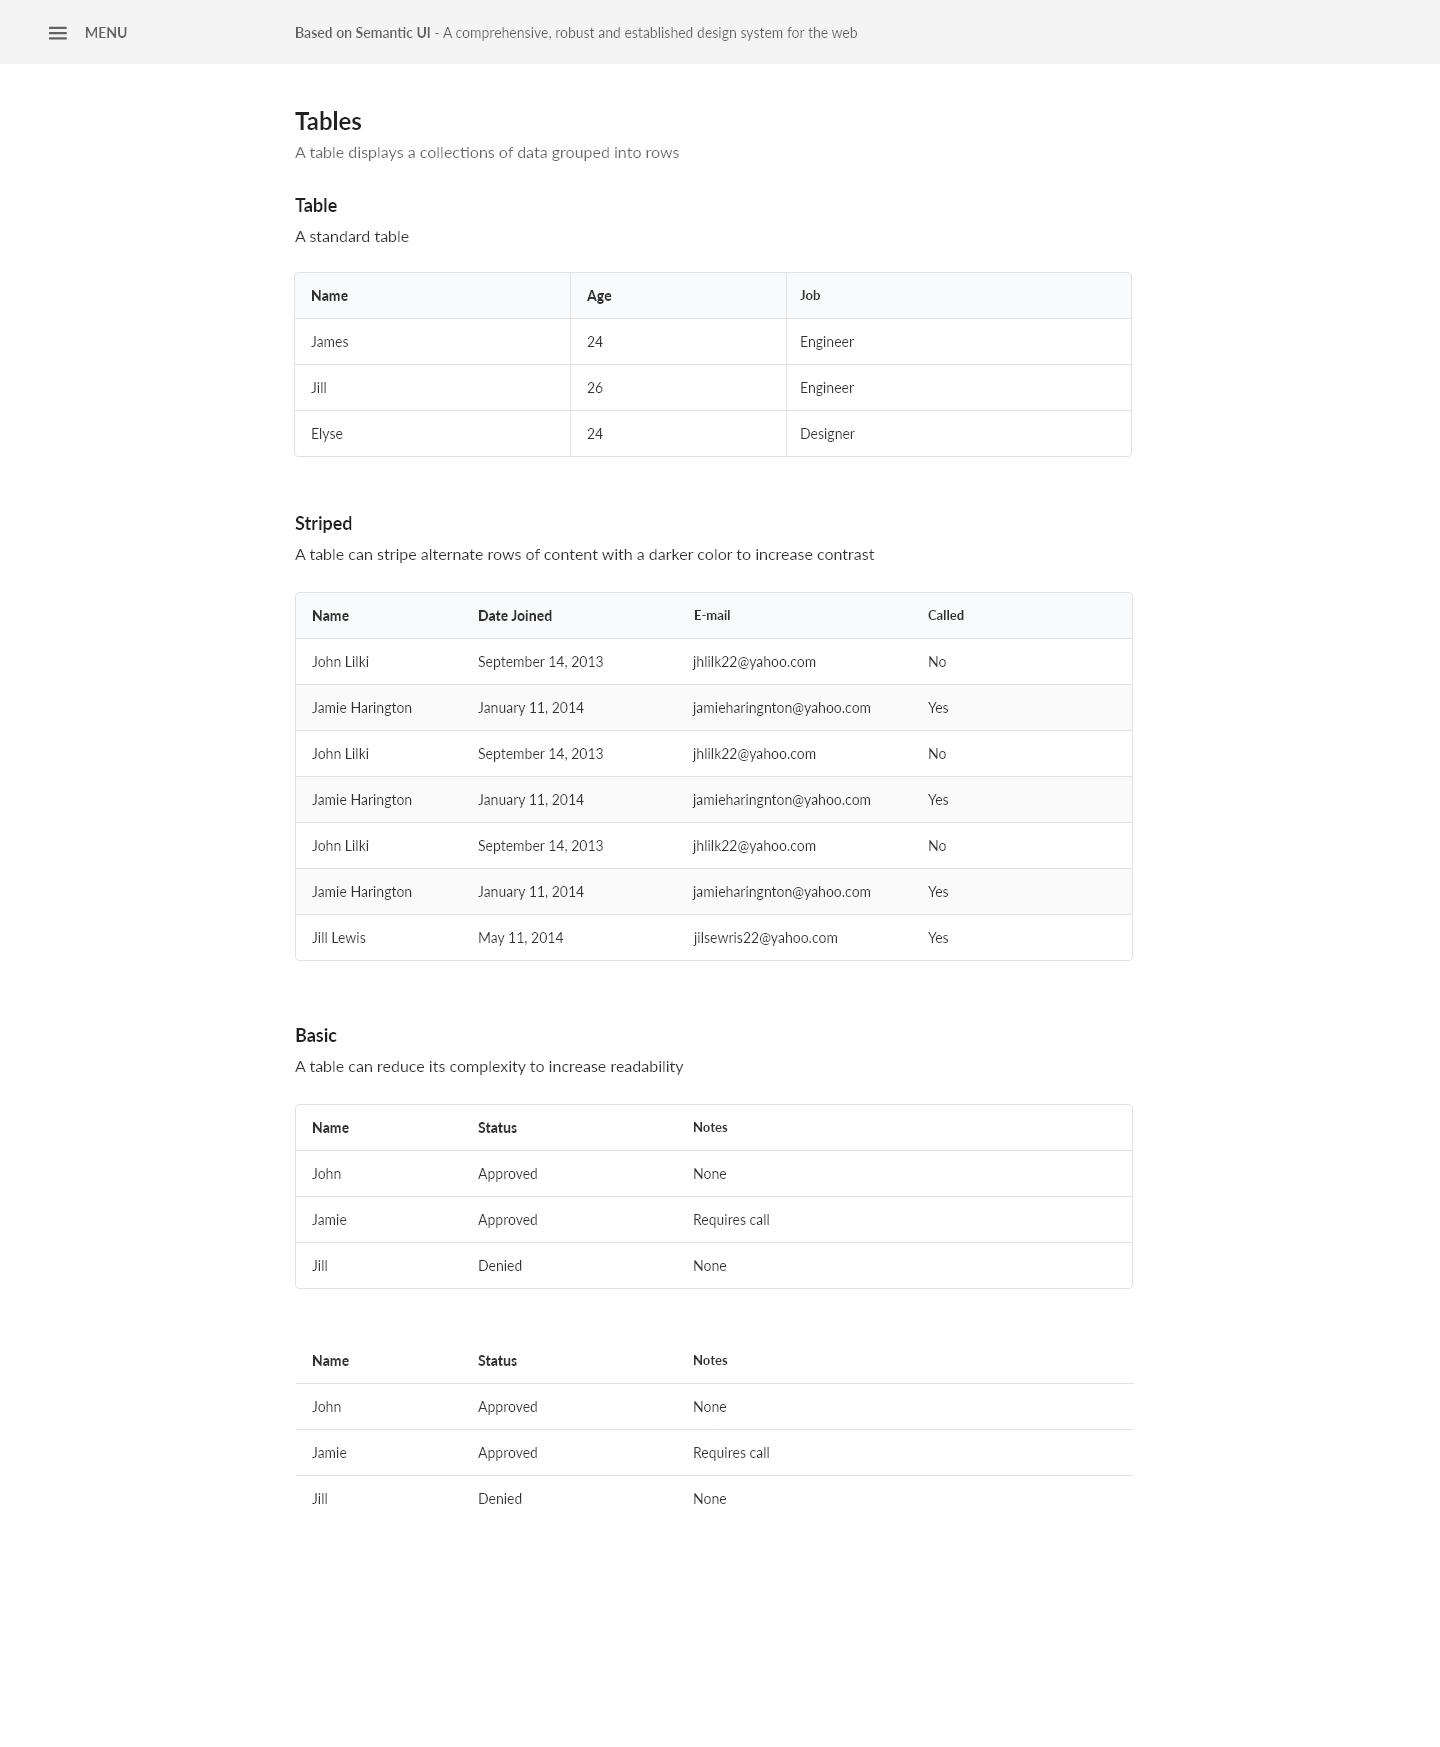 MENU
Based on Semantic UI - A comprehensive, robust and established design system for the web
Tables
A table displays a collections of data grouped into rows
Table
A standard table
Name Age Job
James 24 Engineer
Jill 26 Engineer
Elyse 24 Designer
Striped
A table can stripe alternate rows of content with a darker color to increase contrast
Name Date Joined E-mail Called
John Lilki September 14, 2013 jhlilk22@yahoo.com No
Jamie Harington January 11, 2014 jamieharingnton@yahoo.com Yes
John Lilki September 14, 2013 jhlilk22@yahoo.com No
Jamie Harington January 11, 2014 jamieharingnton@yahoo.com Yes
John Lilki September 14, 2013 jhlilk22@yahoo.com No
Jamie Harington January 11, 2014 jamieharingnton@yahoo.com Yes
Jill Lewis May 11, 2014 jilsewris22@yahoo.com Yes
Basic
A table can reduce its complexity to increase readability
Name Status Notes
John Approved None
Jamie Approved Requires call
Jill Denied None
Name Status Notes
John Approved None
Jamie Approved Requires call
Jill Denied None